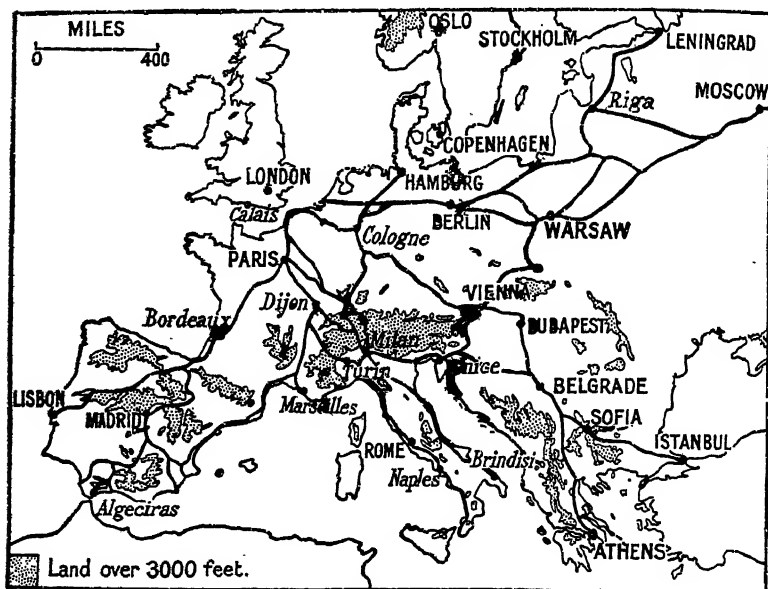 MILES
0 400
OSLO
STOCKHOLM
LENINGRAD
Riga
MOSCOW
COPENHAGEN
LONDON
HAMBURG
Calais
BERLIN
WARSAW
Cologne
PARIS
Dijon
VIENNA
Bordeaux
Milan
BUDAPEST
Turin
LISBON
MADRID
Marseilles
BELGRADE
SOFIA
ISTANBUL
ROME
Brindisi
Naples
Algeciras
ATHENS
Land over 3000 feet.